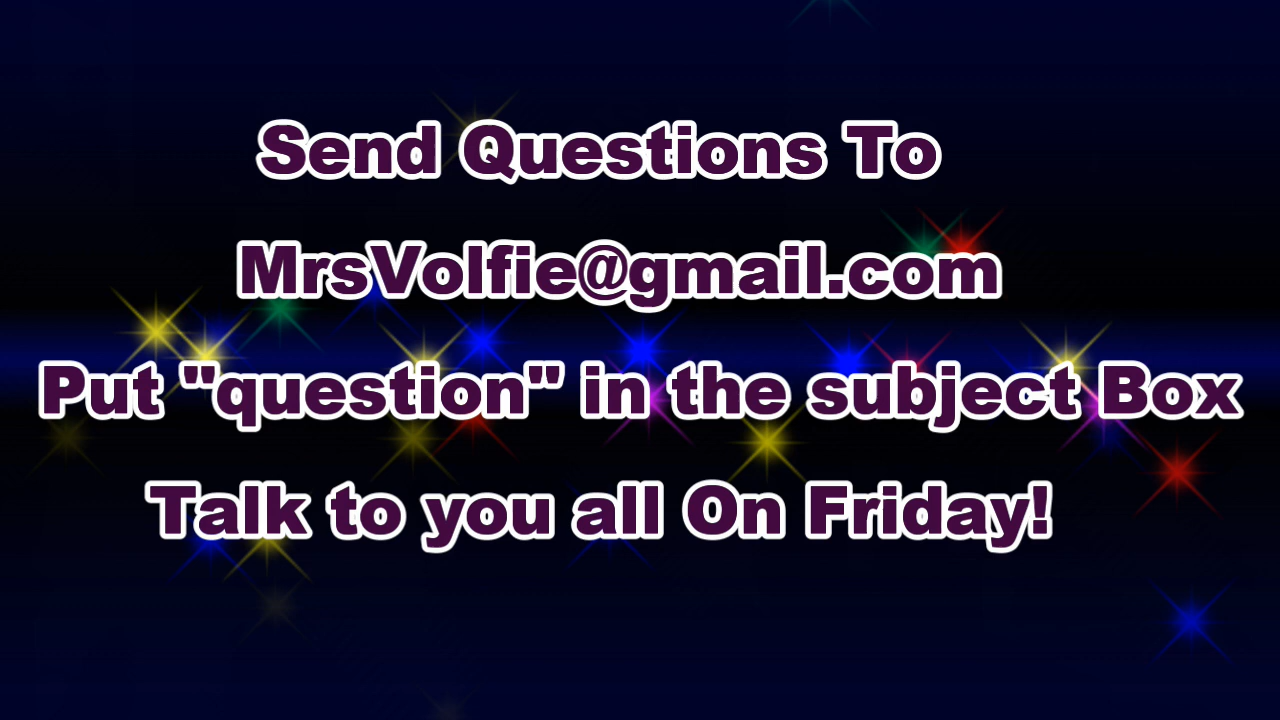 Send Questions To
MrsVolfie@gmail.com
Put "question" in the subject Box
Talk to you all On Friday!